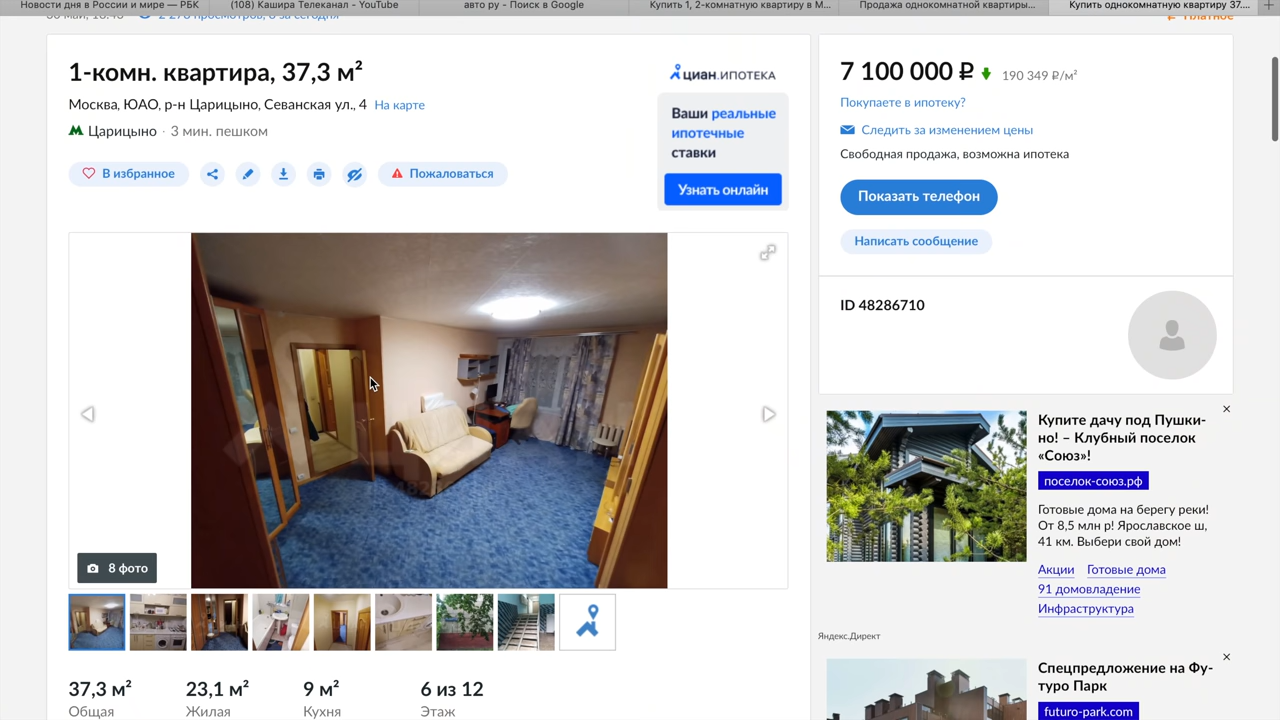 Новости дня в России и мире — РБК
(108) Кашира Телеканал - YouTube
авто ру - Поиск в Google
Купить 1, 2-комнатную квартиру в М...
Продажа однокомнатной квартиры...
Купить однокомнатную квартиру 37....
Платное
1-комн. квартира, 37,3 м²
Москва, ЮАО, р-н Царицыно, Севанская ул., 4 На карте
Царицыно · 3 мин. пешком
В избранное
Пожаловаться
циан.ИПОТЕКА
Ваши реальные
ипотечные
ставки
Узнать онлайн
8 фото
37,3 м²
Общая
23,1 м²
Жилая
9 м²
Кухня
6 из 12
Этаж
7 100 000 ₽ 190 349 ₽/м²
Покупаете в ипотеку?
Следить за изменением цены
Свободная продажа, возможна ипотека
Показать телефон
Написать сообщение
ID 48286710
Купите дачу под Пушки-
но! – Клубный поселок
«Союз»!
поселок-союз.рф
Готовые дома на берегу реки!
От 8,5 млн р! Ярославское ш,
41 км. Выбери свой дом!
Акции Готовые дома
91 домовладение
Инфраструктура
Яндекс.Директ
Спецпредложение на Фу-
туро Парк
futuro-park.com